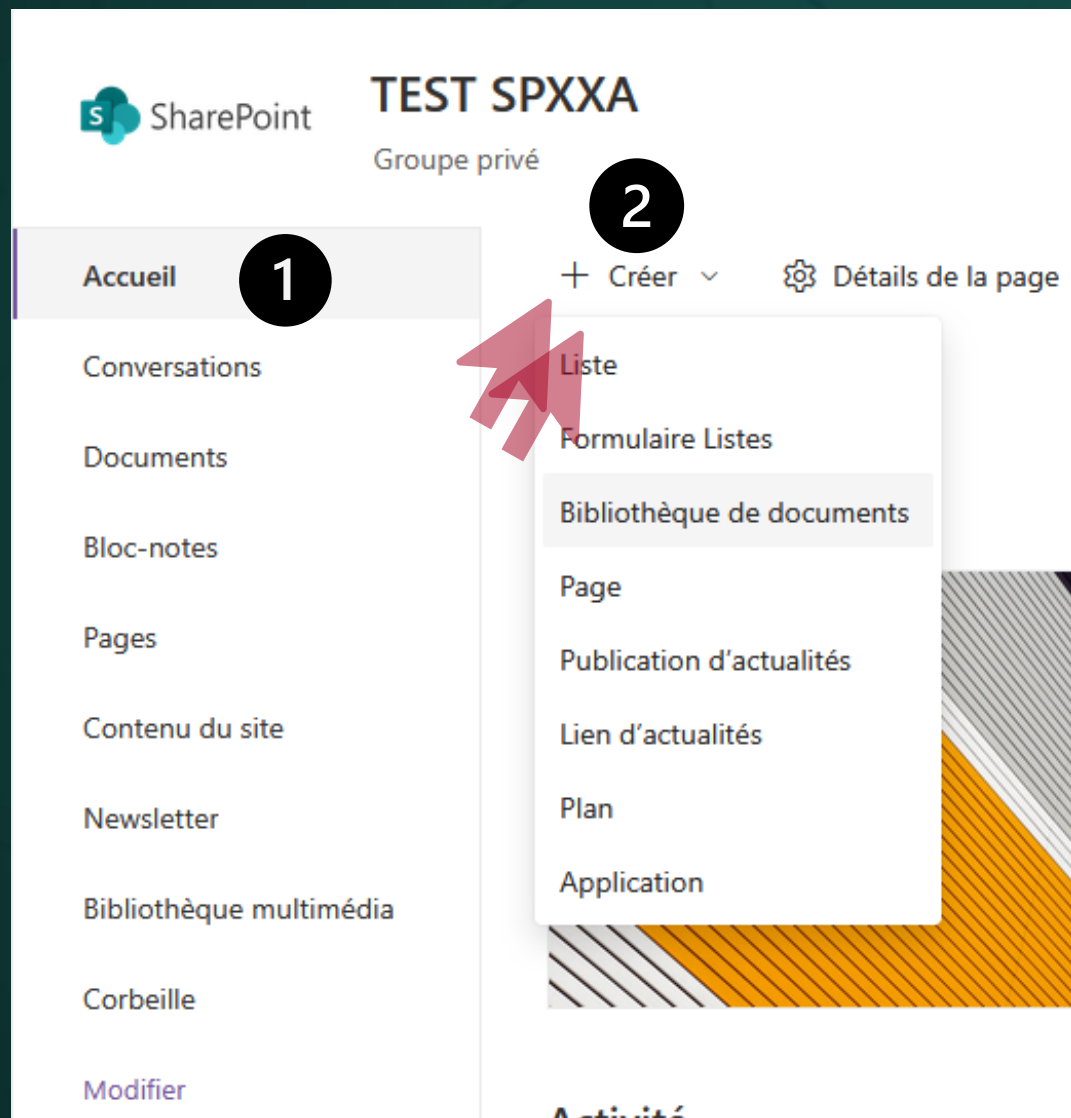 TEST SPXXA
S SharePoint
Groupe privé
2
Accueil
1
Créer
Détails de la page
Conversations
Documents
Bloc-notes
Pages
Contenu du site
Newsletter
Bibliothèque multimédia
Corbeille
Modifier
Liste
Formulaire Listes
Bibliothèque de documents
Page
Publication d’actualités
Lien d’actualités
Plan
Application
Activité